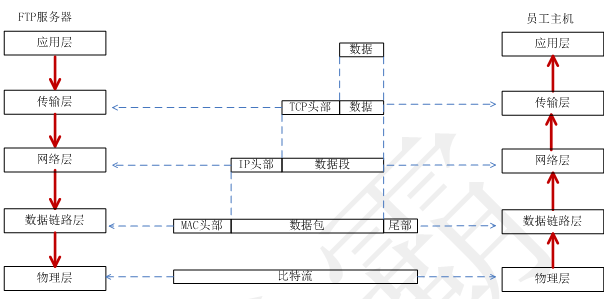 FTP服务器 员工主机
应用层 应用层
数据
传输层 TCP头部 数据 传输层
网络层 IP头部 数据段 网络层
数据链路层 MAC头部 数据包 尾部 数据链路层
物理层 比特流 物理层